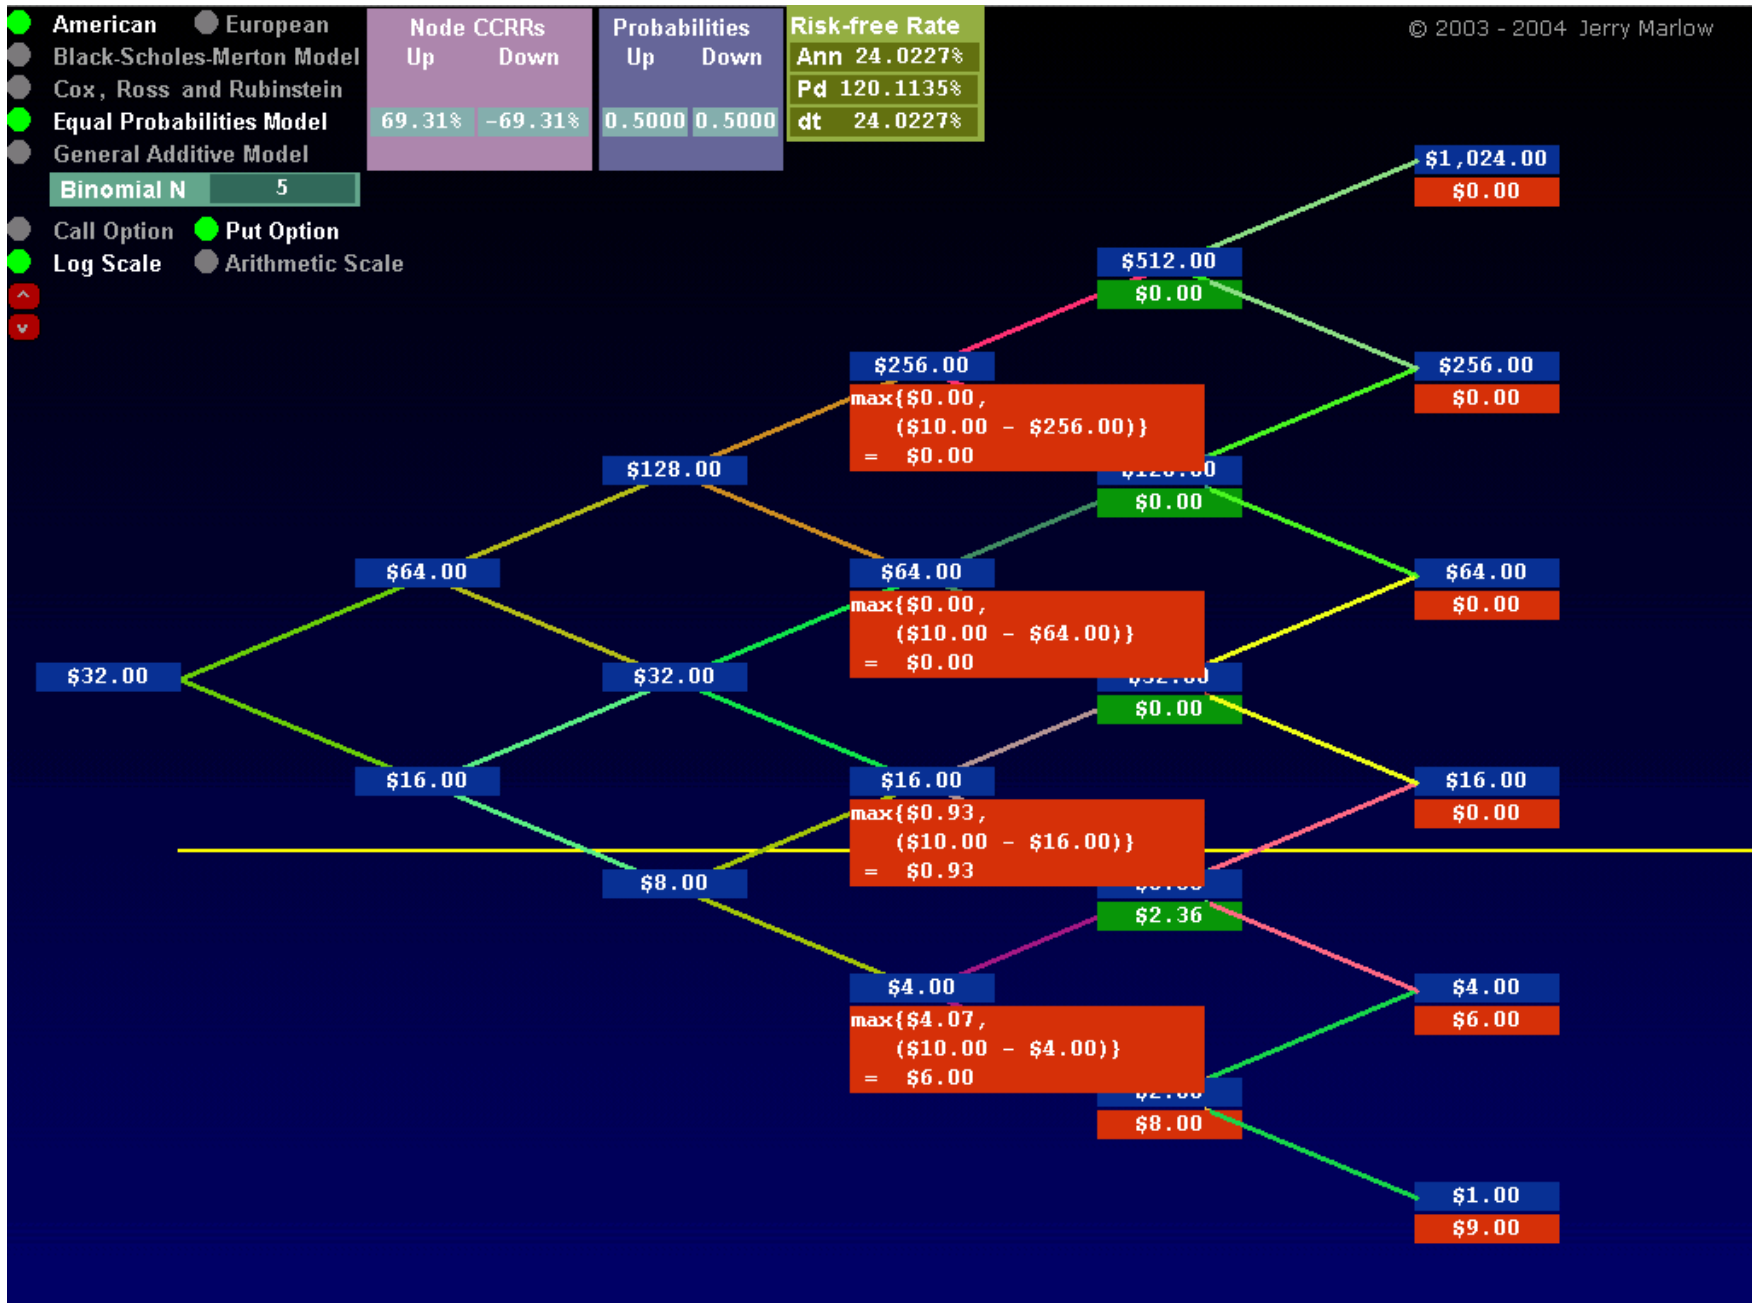 American European
Black-Scholes-Merton Model
Cox, Ross and Rubinstein
Equal Probabilities Model
General Additive Model
Binomial N 5
Call Option Put Option
Log Scale Arithmetic Scale
^
v
Node CCRRs
Up Down
69.31% -69.31%
Probabilities
Up Down
0.5000 0.5000
Risk-free Rate
Ann 24.0227%
Pd 120.1135%
dt 24.0227%
© 2003 - 2004 Jerry Marlow
$32.00
$64.00
$16.00
$128.00
$32.00
$8.00
$256.00
max{$0.00,
($10.00 - $256.00)}
= $0.00
$64.00
max{$0.00,
($10.00 - $64.00)}
= $0.00
$16.00
max{$0.93,
($10.00 - $16.00)}
= $0.93
$4.00
max{$4.07,
($10.00 - $4.00)}
= $6.00
$512.00
$0.00
$0.00
$0.00
$2.36
$8.00
$1,024.00
$0.00
$256.00
$0.00
$64.00
$0.00
$16.00
$0.00
$4.00
$6.00
$1.00
$9.00